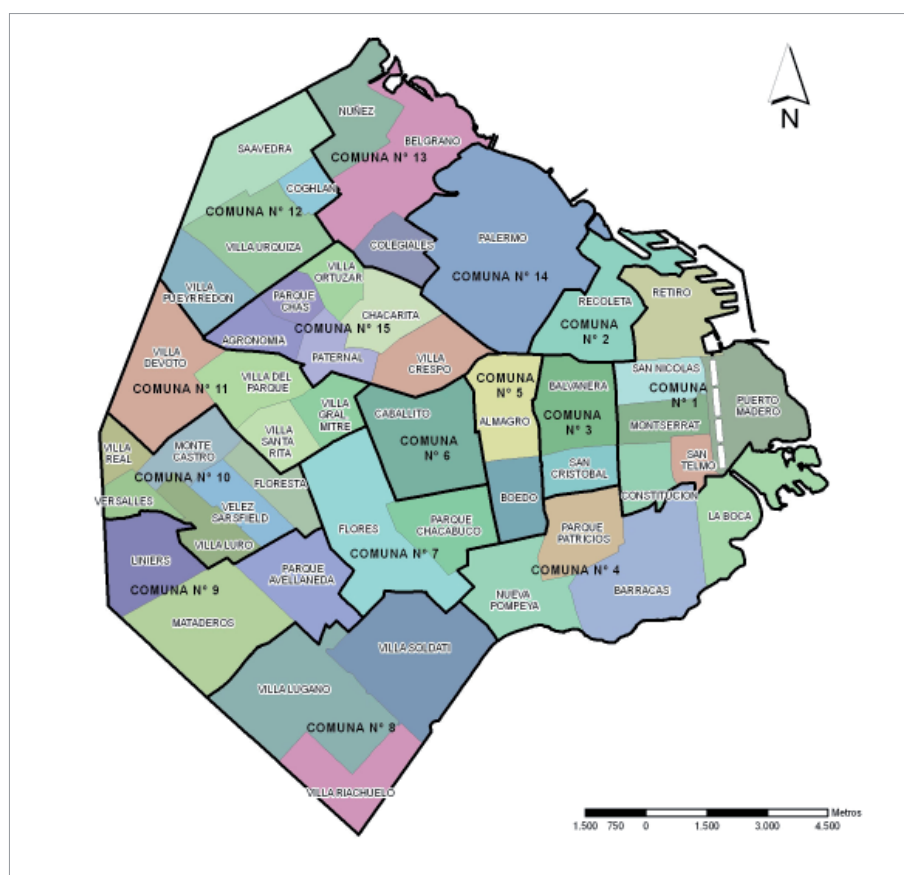 N
NUÑEZ
BELGRANO
SAAVEDRA
COMUNA N° 13
COGHLAN
COMUNA N° 12
VILLA URQUIZA
COLEGIALES
PALERMO
COMUNA N° 14
VILLA
PUEYRREDON
VILLA
ORTUZAR
PARQUE
CHAS
CHACARITA
COMUNA N° 15
AGRONOMIA
PATERNAL
VILLA
CRESPO
RECOLETA
COMUNA
N° 2
RETIRO
VILLA
DEVOTO
COMUNA N° 11
VILLA DEL
PARQUE
VILLA
GRAL
MITRE
VILLA
SANTA
RITA
CABALLITO
COMUNA
N° 6
COMUNA
N° 5
ALMAGRO
BOEDO
BALVANERA
COMUNA
N° 3
SAN
CRISTOBAL
SAN NICOLAS
COMUNA
N° 1
MONTSERRAT
SAN
TELMO
PUERTO
MADERO
CONSTITUCION
VILLA
REAL
MONTE
CASTRO
COMUNA N° 10
FLORESTA
VERSALLES
VELEZ
SARSFIELD
VILLA LURO
FLORES
PARQUE
CHACABUCO
COMUNA N° 7
PARQUE
PATRICIOS
LA BOCA
COMUNA N° 4
NUEVA
POMPEYA
BARRACAS
LINIERS
COMUNA N° 9
PARQUE
AVELLANEDA
MATADEROS
VILLA SOLDATI
VILLA LUGANO
COMUNA N° 8
VILLA RIACHUELO
Metros
1.500 750 0 1.500 3.000 4.500